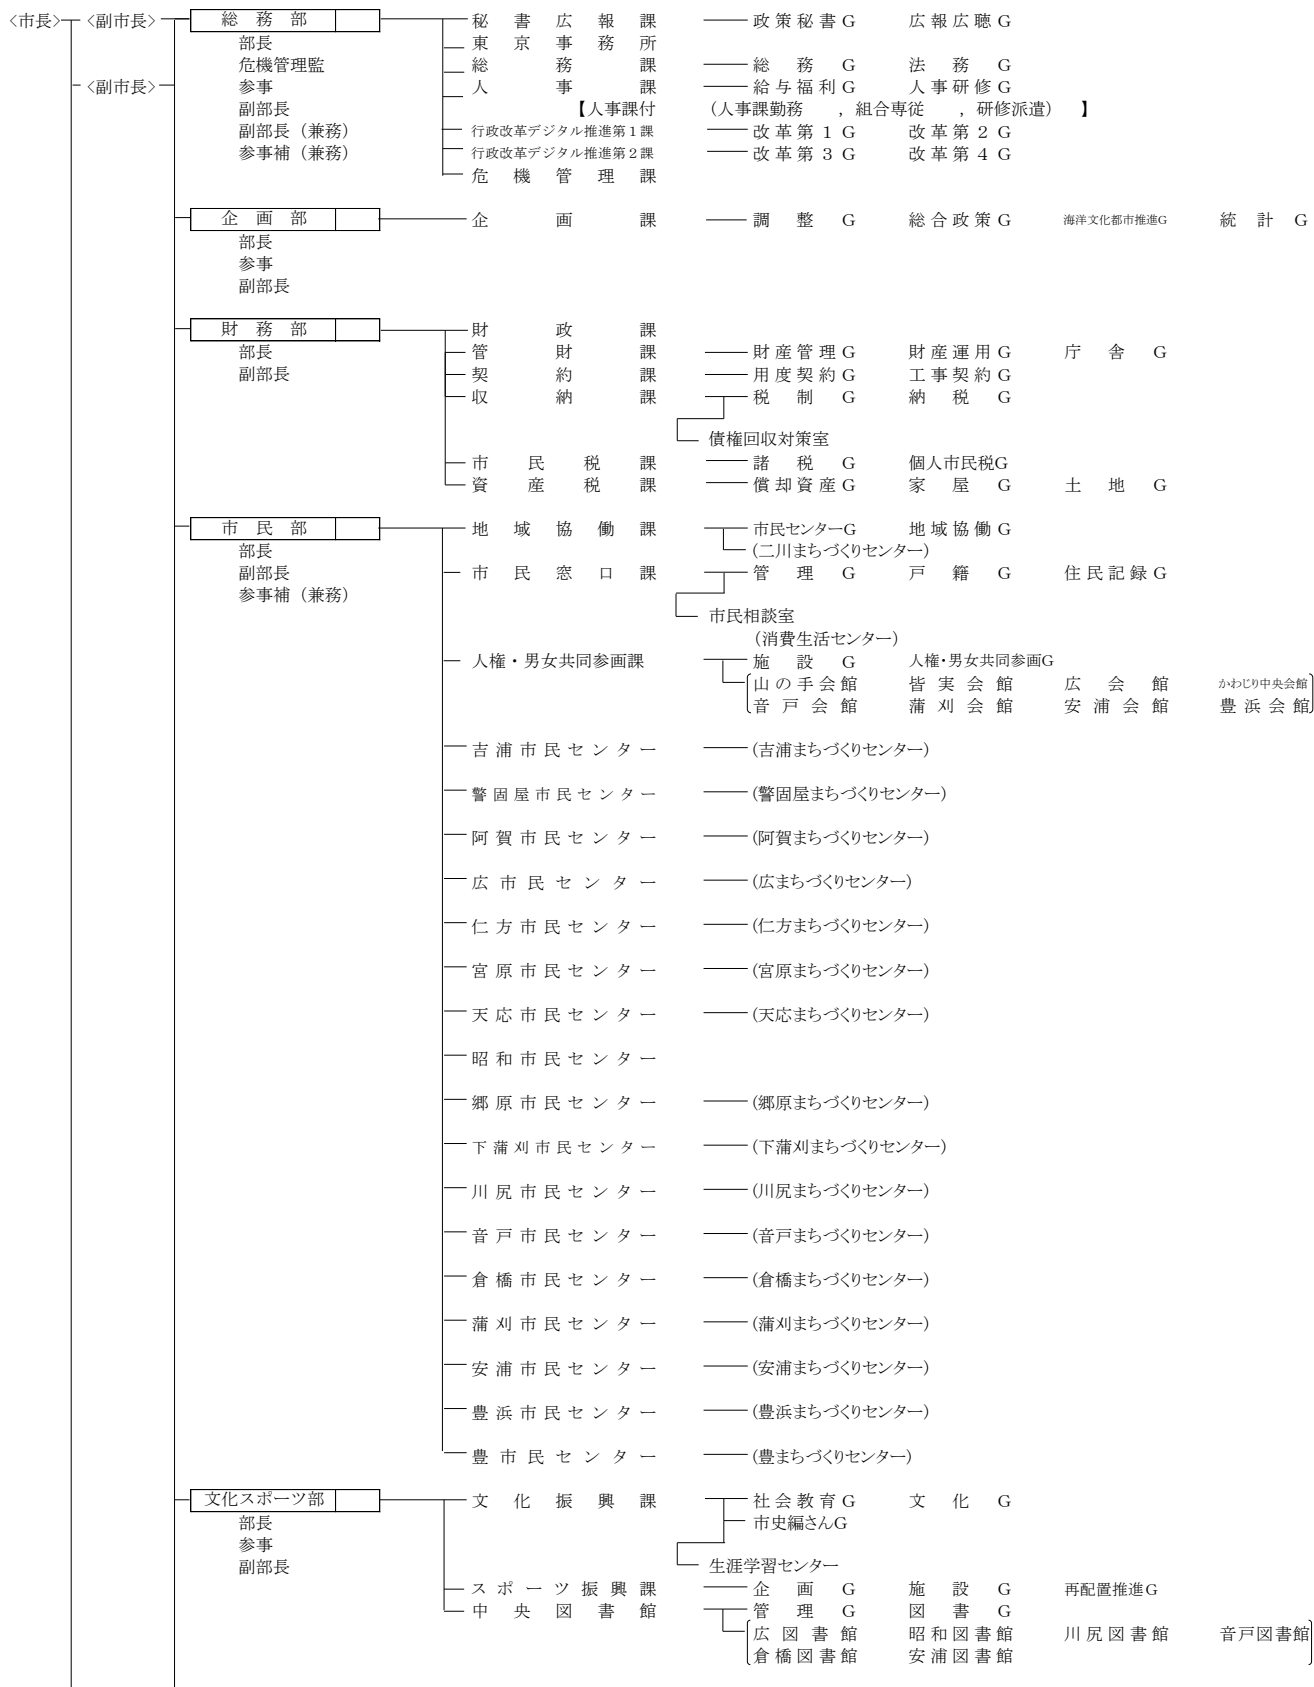 〈市長〉 〈副市長〉 総務部 秘書広報課 政策秘書G 広報広聴G
部長 東京事務所
危機管理監 総務課 総務G 法務G
〈副市長〉 参事 人事課 給与福利G 人事研修G
副部長 【人事課付 (人事課勤務 , 組合専従 , 研修派遣) 】
副部長（兼務） 行政改革デジタル推進第1課 改革第1G 改革第2G
参事補（兼務） 行政改革デジタル推進第2課 改革第3G 改革第4G
危機管理課
企画部 企画課 調整G 総合政策G 海洋文化都市推進G 統計G
部長
参事
副部長
財務部 財政課
部長 管財課 財産管理G 財産運用G 庁舎G
副部長 契約課 用度契約G 工事契約G
収納課 税制G 納税G
債権回収対策室
市民税課 諸税G 個人市民税G
資産税課 償却資産G 家屋G 土地G
市民部 地域協働課 市民センターG 地域協働G
部長 (二川まちづくりセンター)
副部長 市民窓口課 管理G 戸籍G 住民記録G
参事補（兼務）
市民相談室
(消費生活センター)
人権・男女共同参画課 施設G 人権・男女共同参画G
山の手会館 皆実会館 広会館 かわじり中央会館
音戸会館 蒲刈会館 安浦会館 豊浜会館
吉浦市民センター (吉浦まちづくりセンター)
警固屋市民センター (警固屋まちづくりセンター)
阿賀市民センター (阿賀まちづくりセンター)
広市民センター (広まちづくりセンター)
仁方市民センター (仁方まちづくりセンター)
宮原市民センター (宮原まちづくりセンター)
天応市民センター (天応まちづくりセンター)
昭和市民センター
郷原市民センター (郷原まちづくりセンター)
下蒲刈市民センター (下蒲刈まちづくりセンター)
川尻市民センター (川尻まちづくりセンター)
音戸市民センター (音戸まちづくりセンター)
倉橋市民センター (倉橋まちづくりセンター)
蒲刈市民センター (蒲刈まちづくりセンター)
安浦市民センター (安浦まちづくりセンター)
豊浜市民センター (豊浜まちづくりセンター)
豊市民センター (豊まちづくりセンター)
文化スポーツ部 文化振興課 社会教育G 文化G
部長 市史編さんG
参事
副部長 生涯学習センター
スポーツ振興課 企画G 施設G 再配置推進G
中央図書館 管理G 図書G
広図書館 昭和図書館 川尻図書館 音戸図書館
倉橋図書館 安浦図書館